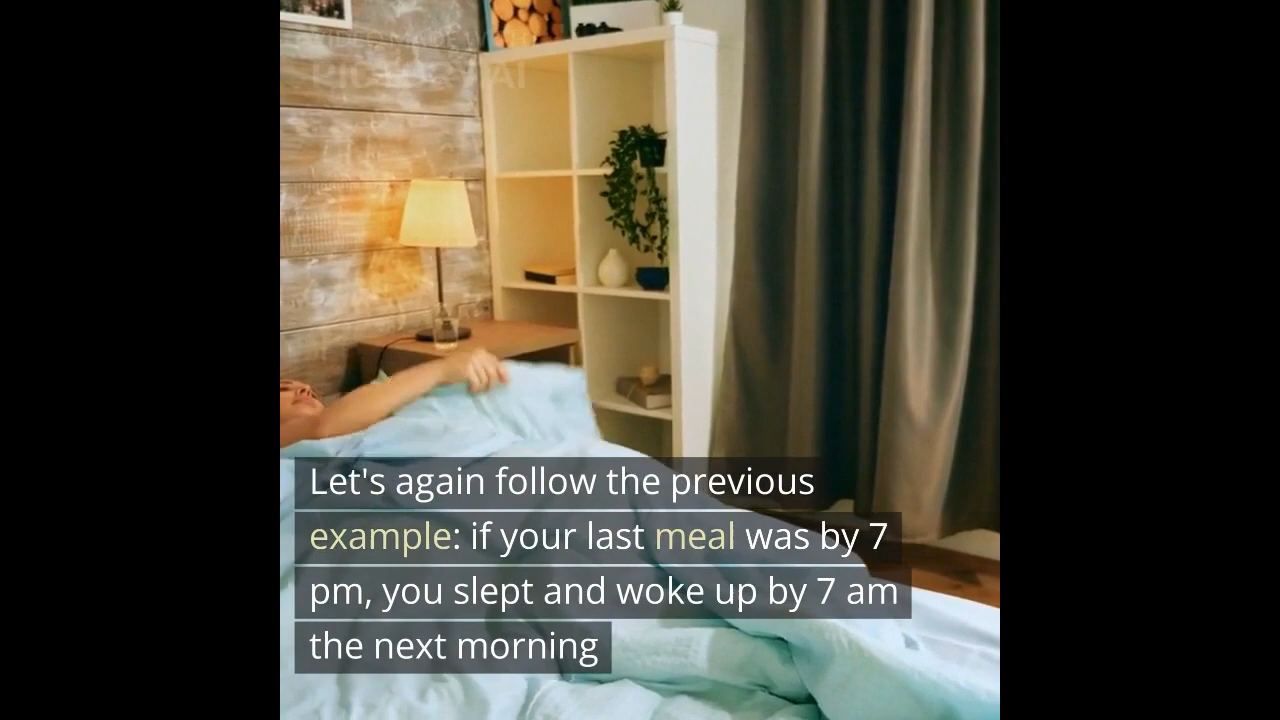 Let's again follow the previous
example: if your last meal was by 7
pm, you slept and woke up by 7 am
the next morning